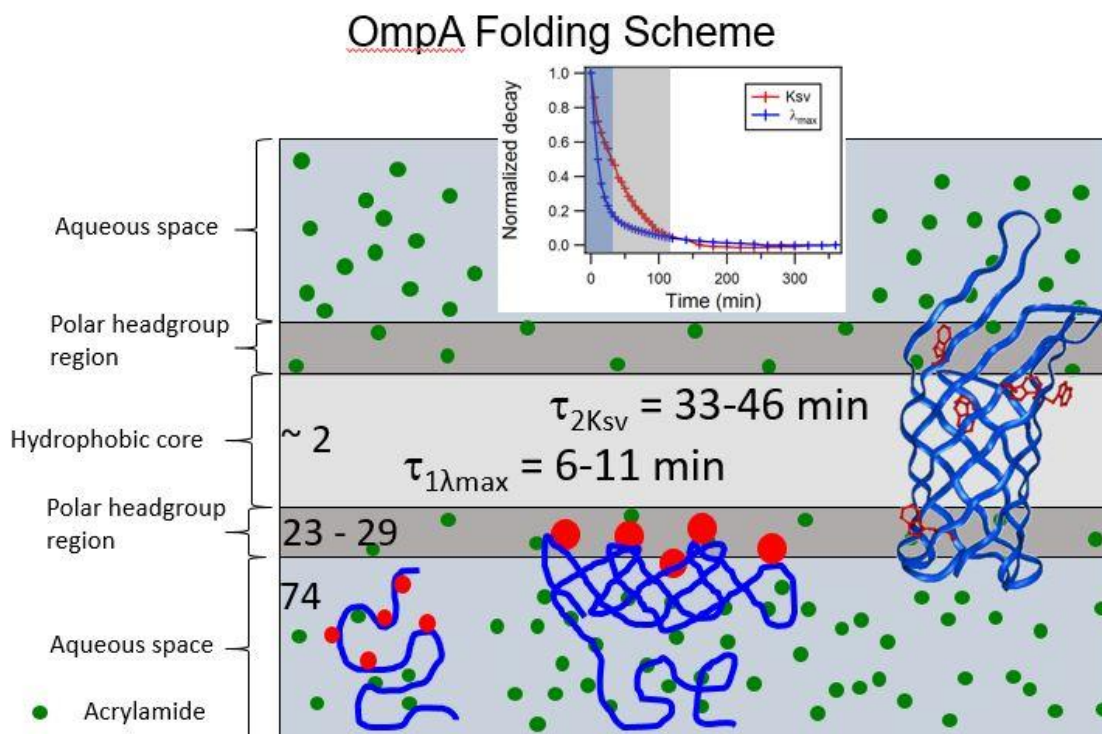 OmpA Folding Scheme
1.0
0.8
0.6
0.4
0.2
0.0
Normalized decay
Ksv
λmax
0
100
200
300
Time (min)
Aqueous space
Polar headgroup
region
Hydrophobic core
~ 2
τ2Ksv = 33-46 min
τ1λmax = 6-11 min
Polar headgroup
region
23 - 29
74
Aqueous space
Acrylamide